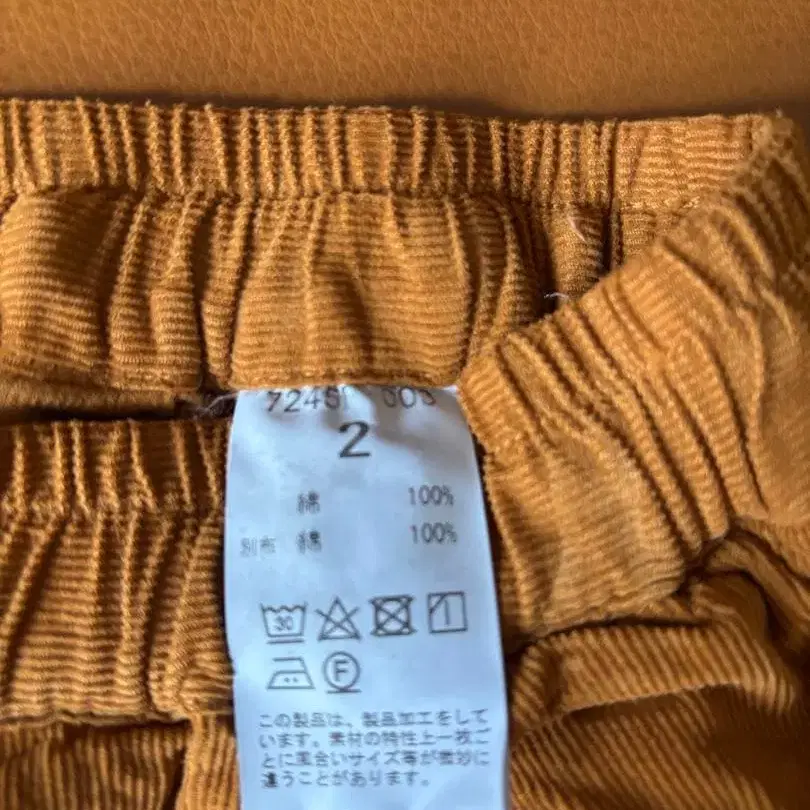 2
綿 100%
別布 綿 100%
30
F
この製品は、製品加工をして
います。素材の特性上一枚ご
とに風合いサイズ等が微妙に
違うことがあります。